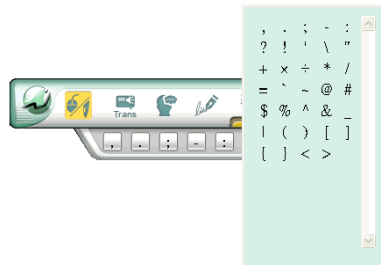 , . ; - :
? ! ' \ "
+ × ÷ * /
= ` ~ @ #
$ % ^ & _
| ( ) [ ]
{ } < >
Trans
, . ; - :